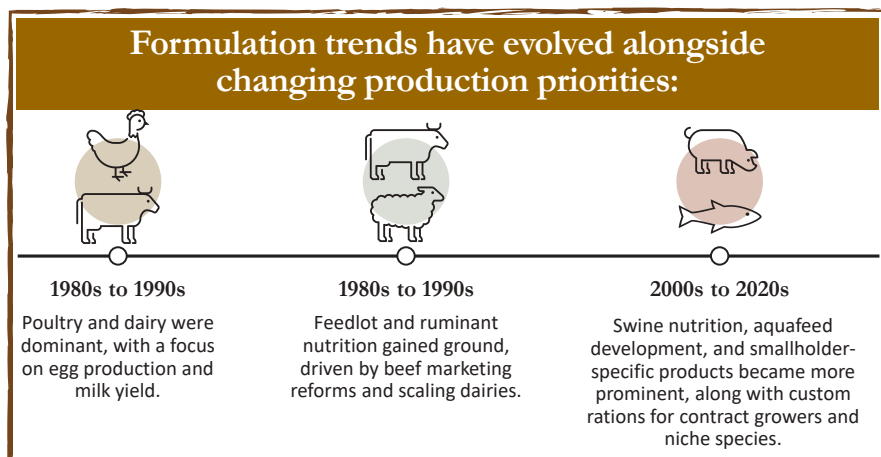 Formulation trends have evolved alongside
changing production priorities:
1980s to 1990s
Poultry and dairy were
dominant, with a focus
on egg production and
milk yield.
1980s to 1990s
Feedlot and ruminant
nutrition gained ground,
driven by beef marketing
reforms and scaling dairies.
2000s to 2020s
Swine nutrition, aquafeed
development, and smallholder-
specific products became more
prominent, along with custom
rations for contract growers and
niche species.